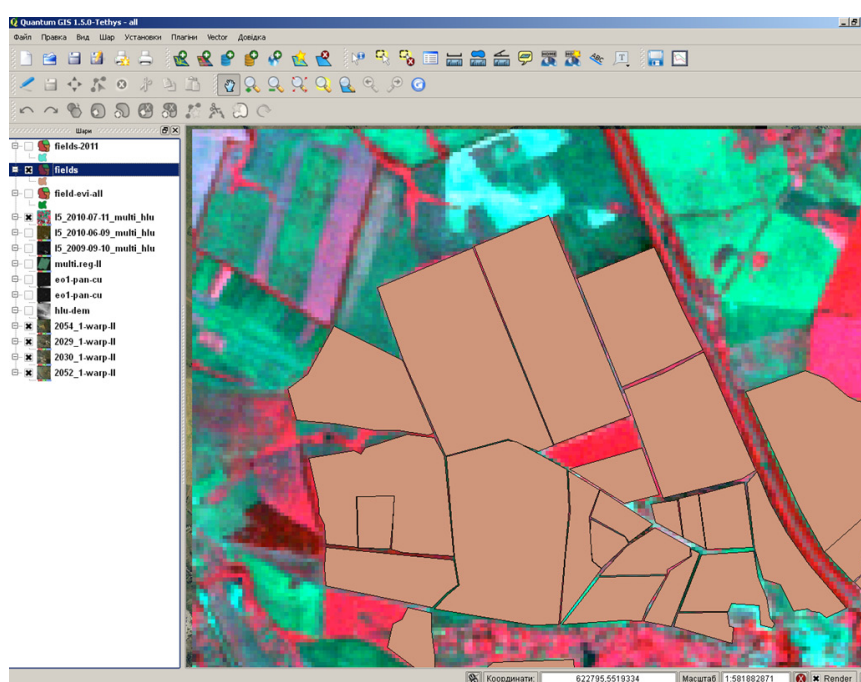 Quantum GIS 1.5.0-Tethys - all
Файл Правка Вид Шар Установки Плагіни Vector Довідка
Шари
fields-2011
fields
field-evi-all
l5_2010-07-11_multi_hlu
l5_2010-06-09_multi_hlu
l5_2009-09-10_multi_hlu
multi.reg-ll
eo1-pan-cu
eo1-pan-cu
hlu-dem
2054_1-warp-ll
2029_1-warp-ll
2030_1-warp-ll
2052_1-warp-ll
Координати: 622795.5519334 Масштаб 1:581882871 Render